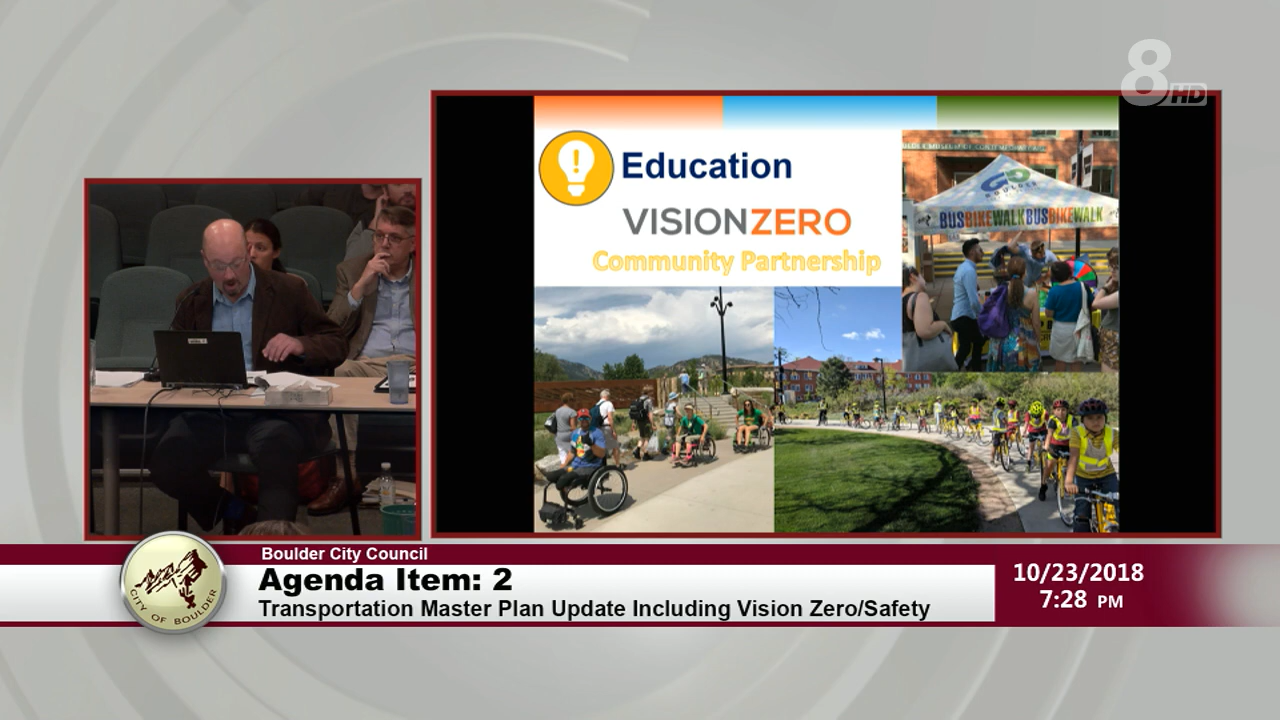 8HD
Education
VISIONZERO
Community Partnership
BOULDER
BUSBIKEWALKBUSBIKEWALK
Boulder City Council
Agenda Item: 2
Transportation Master Plan Update Including Vision Zero/Safety
10/23/2018
7:28 PM
CITY OF BOULDER